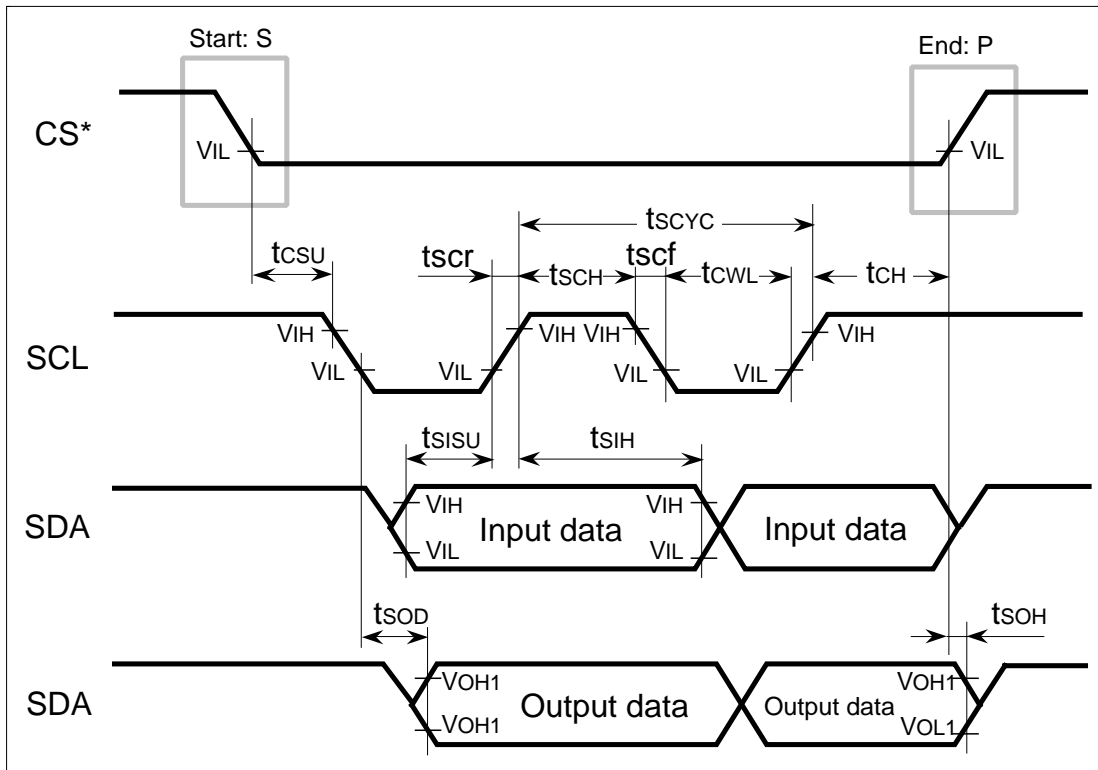 Start: S
End: P
CS*
VIL
VIL
tSCYC
tCSU
tscr
tSCH
tscf
tCWL
tCH
SCL
VIH
VIH
VIH
VIH
VIL
VIL
VIL
VIL
tSISU
tSIH
SDA
VIH
VIL
Input data
VIH
VIL
Input data
tSOD
tSOH
SDA
VOH1
VOH1
Output data
Output data
VOH1
VOL1